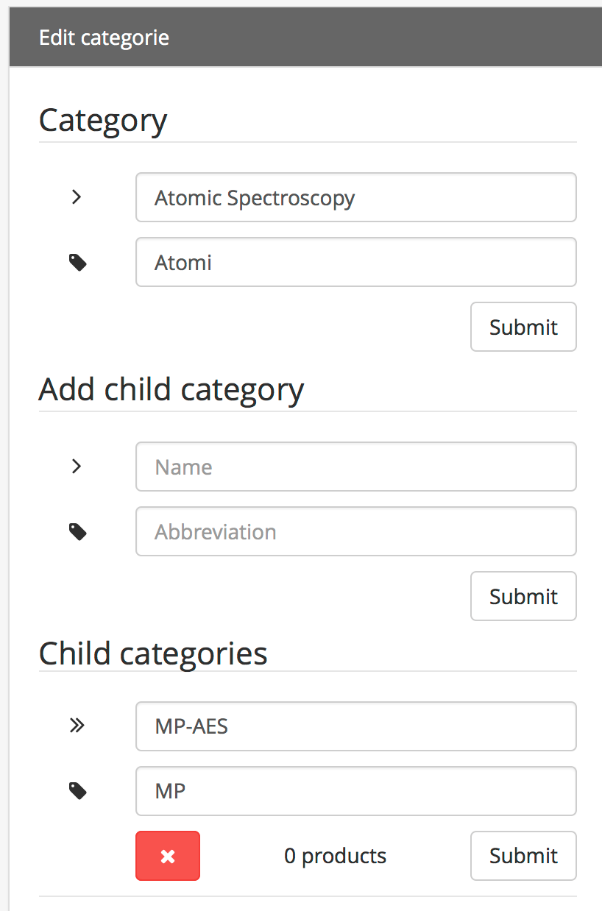 Edit categorie
Category
Atomic Spectroscopy
Atomi
Submit
Add child category
Name
Abbreviation
Submit
Child categories
MP-AES
MP
0 products Submit